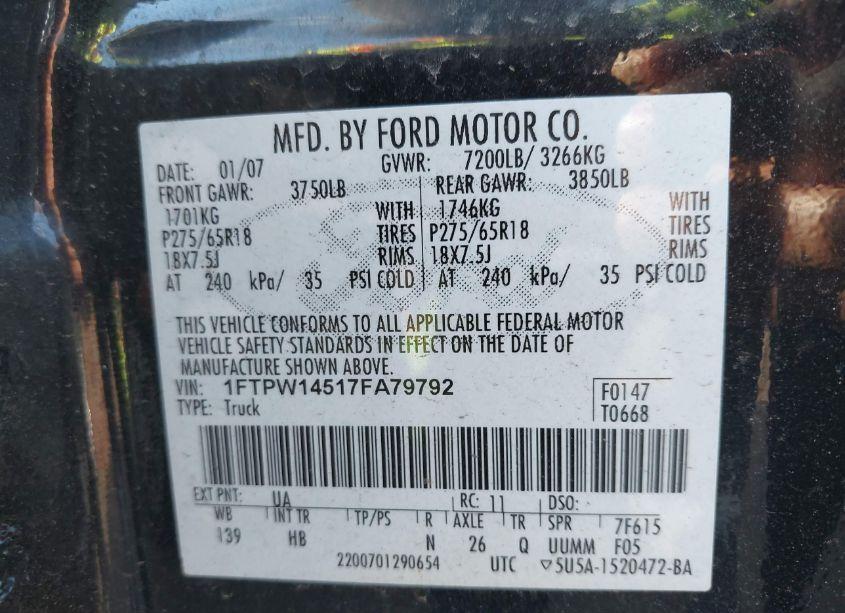 MFD. BY FORD MOTOR CO.
DATE: 01/07 GVWR: 7200LB/ 3266KG
FRONT GAWR: 3750LB REAR GAWR: 3850LB
1701KG WITH 1746KG WITH
P275/65R18 TIRES P275/65R18 TIRES
18X7.5J RIMS 18X7.5J RIMS
AT 240 kPa/ 35 PSI COLD AT 240 kPa/ 35 PSI COLD
THIS VEHICLE CONFORMS TO ALL APPLICABLE FEDERAL MOTOR
VEHICLE SAFETY STANDARDS IN EFFECT ON THE DATE OF
MANUFACTURE SHOWN ABOVE.
VIN: 1FTPW14517FA79792 F0147
TYPE: Truck T0668
EXT PNT: UA RC: 11 DSO:
WB INT TR TP/PS R AXLE TR SPR 7F615
139 HB N 26 Q UUMM F05
2200701290654 UTC ▽5U5A-1520472-BA